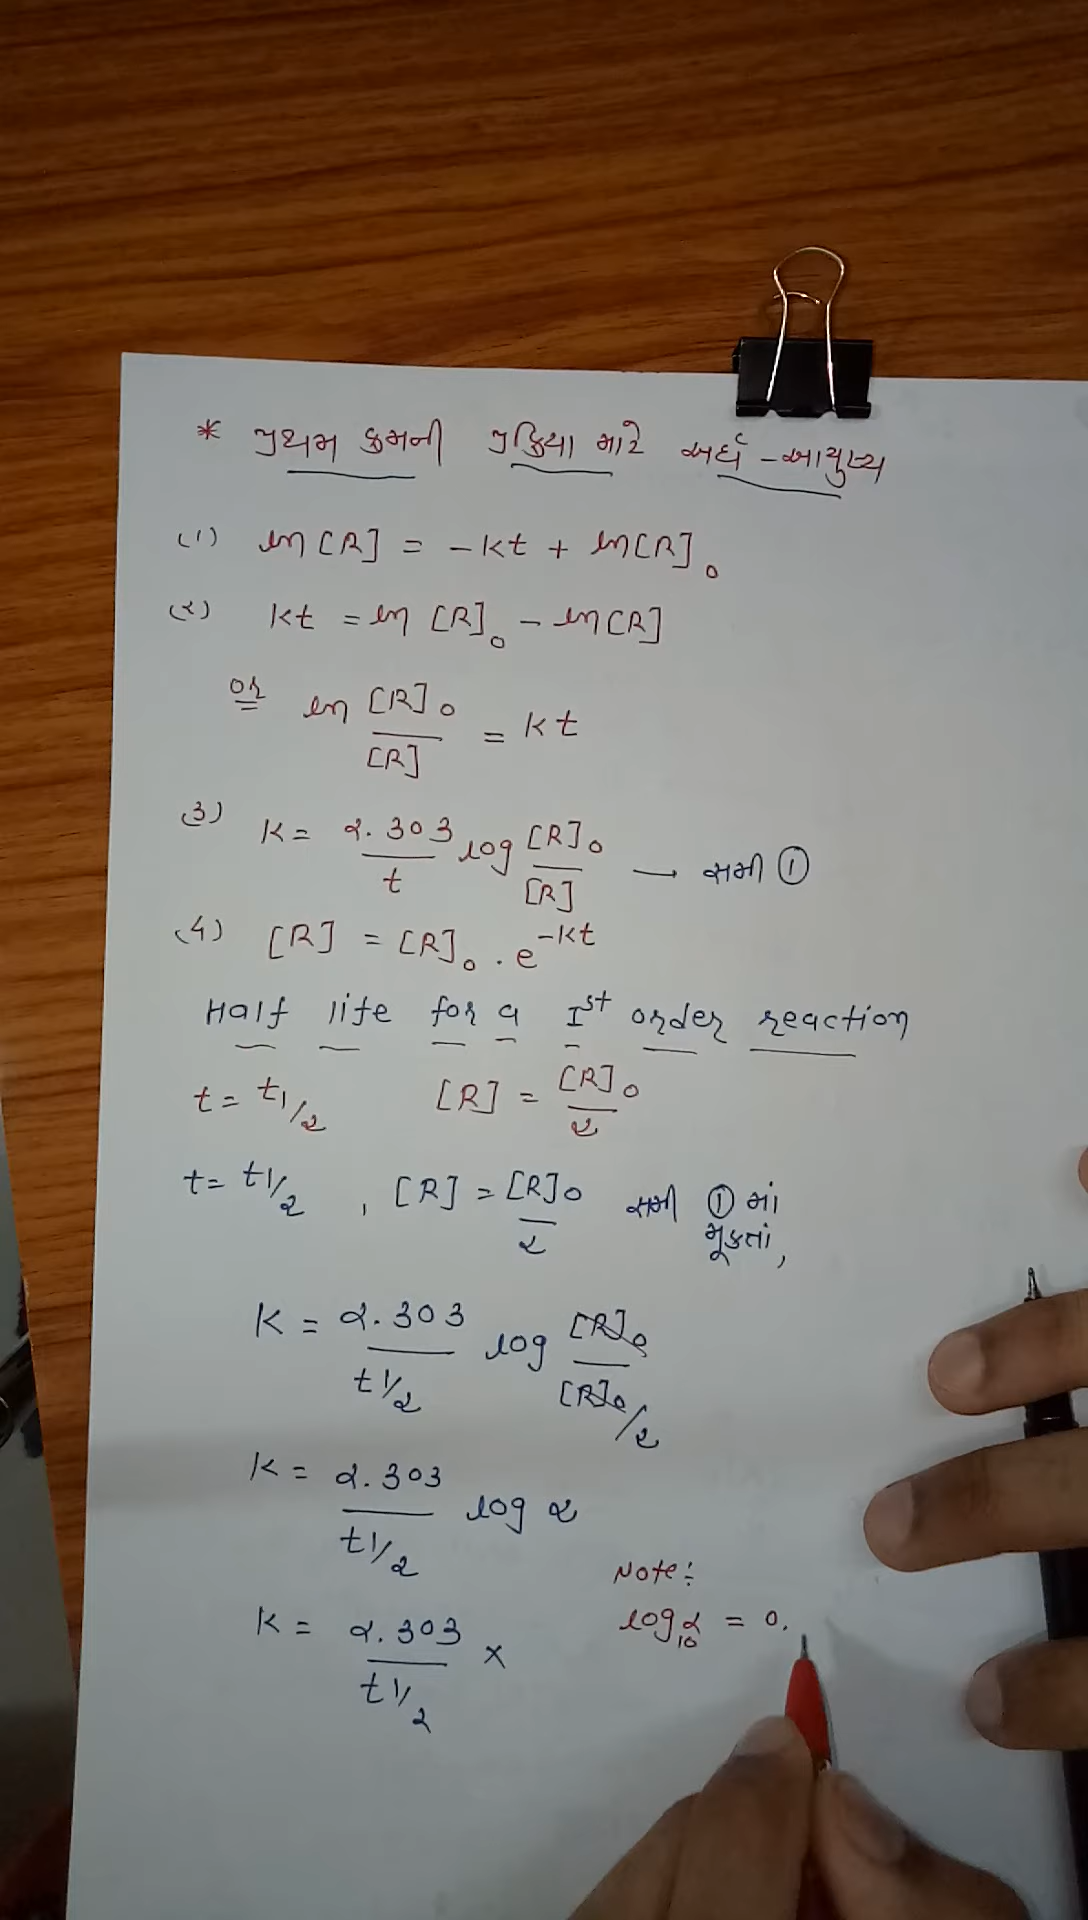 * પ્રથમ ક્રમની પ્રક્રિયા માટે અર્ધ-આયુષ્ય
(1) ln [R] = -kt + ln[R]₀
(2) kt = ln [R]₀ - ln[R]
or ln [R]₀/[R] = kt
(3) k = 2.303/t log [R]₀/[R] → સમી ①
(4) [R] = [R]₀ . e^-kt
Half life for a Ist order reaction
t = t1/2 [R] = [R]₀/2
t = t1/2 , [R] = [R]₀/2 સમી ① માં મૂકતાં,
K = 2.303/t1/2 log [R]₀/[R]₀/2
K = 2.303/t1/2 log 2
Note:
log₁₀2 = 0.
K = 2.303/t1/2 ×